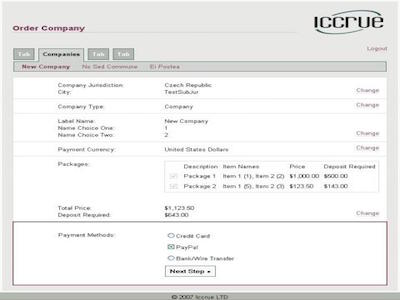 Order Company
ICCRUE
Logout
Tab Companies Tab Tab
New Company Nc Sed Commune Ei Postea
Company Jurisdiction: Czech Republic
City: TestSubJur
Change
Company Type: Company
Change
Label Name: New Company
Name Choice One: 1
Name Choice Two: 2
Change
Payment Currency: United States Dollars
Change
Packages:
Description Item Names Price Deposit Required
Package 1 Item 1 (1), Item 2 (2) $1,000.00 $500.00
Package 2 Item 1 (5), Item 2 (3) $123.50 $143.00
Total Price: $1,123.50
Deposit Required: $643.00
Change
Payment Methods:
Credit Card
PayPal
Bank/Wire Transfer
Next Step
© 2007 Iccrue LTD